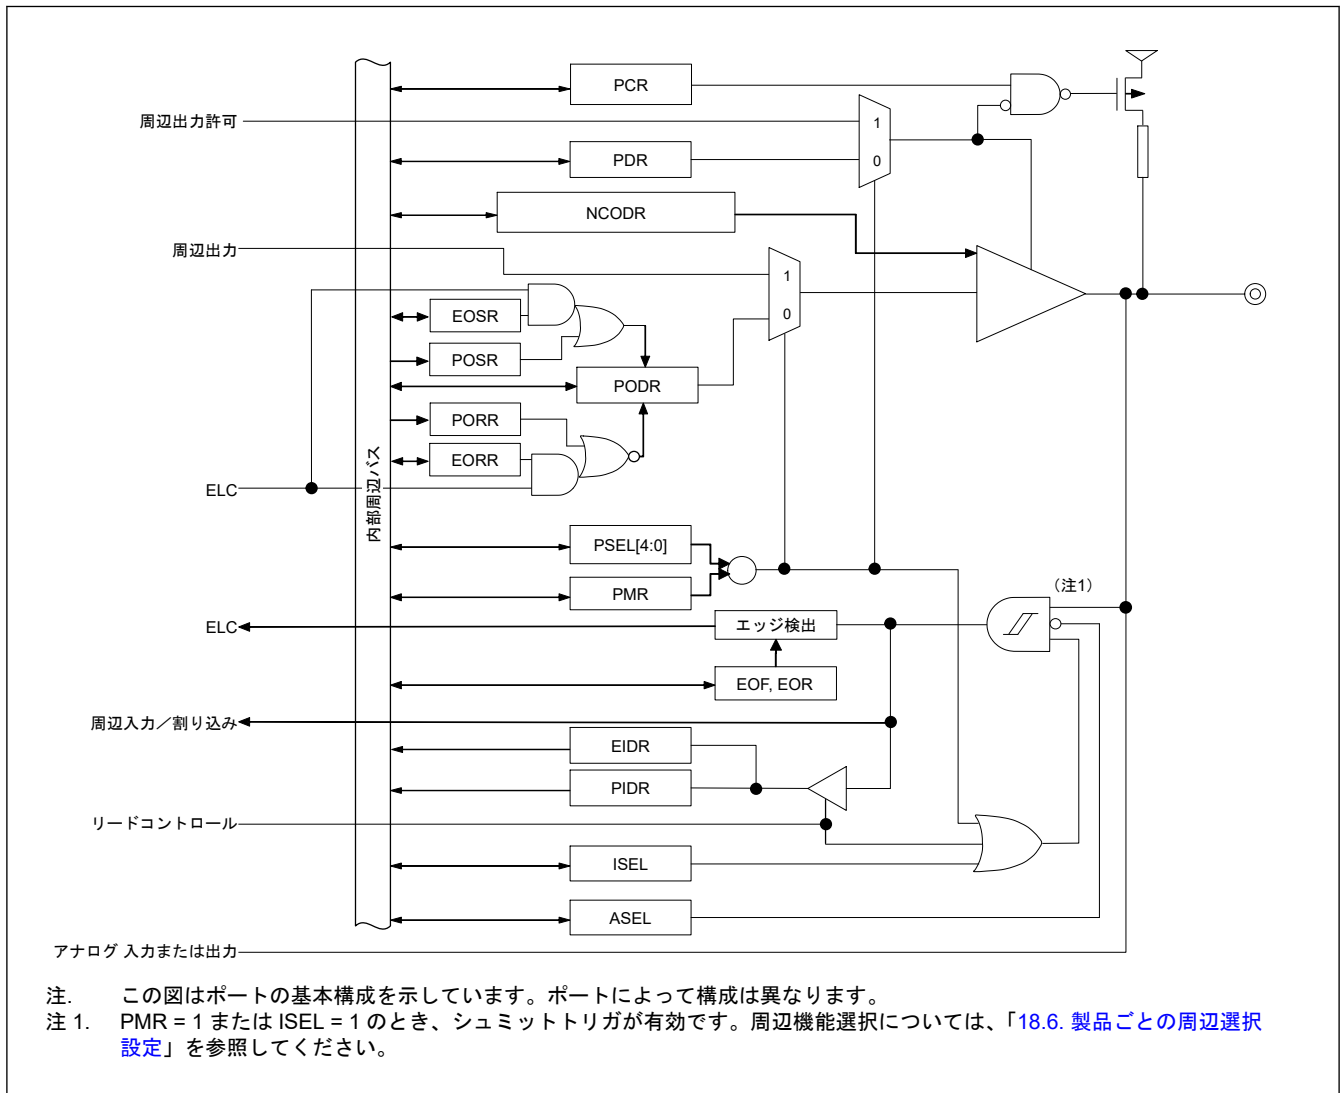 PCR
周辺出力許可
1
PDR
0
NCODR
周辺出力
1
EOSR
0
POSR
PODR
PORR
EORR
内部周辺バス
ELC
PSEL[4:0]
PMR
（注1）
ELC
エッジ検出
EOF, EOR
周辺入力／割り込み
EIDR
PIDR
リードコントロール
ISEL
ASEL
アナログ 入力または出力
注. この図はポートの基本構成を示しています。ポートによって構成は異なります。
注 1. PMR = 1 または ISEL = 1 のとき、シュミットトリガが有効です。周辺機能選択については、「18.6. 製品ごとの周辺選択
設定」を参照してください。